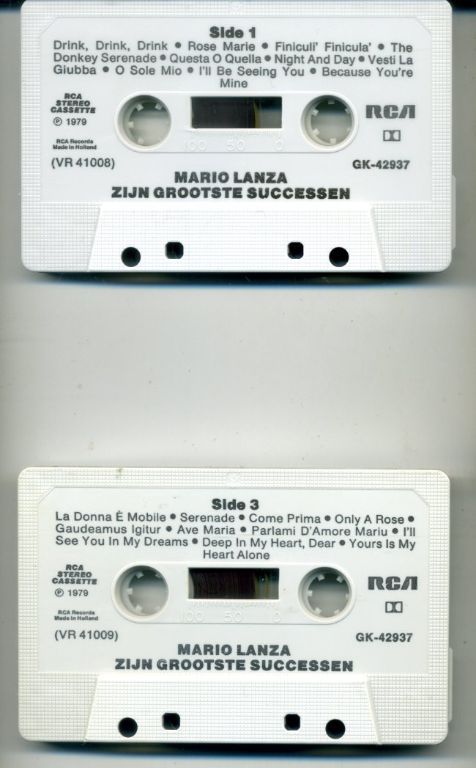 Side 1
Drink, Drink, Drink • Rose Marie • Finiculi' Finicula' • The
Donkey Serenade • Questa O Quella • Night And Day • Vesti La
Giubba • O Sole Mio • I'll Be Seeing You • Because You're
Mine
RCA
STEREO
CASSETTE
℗ 1979
RCA Records
Made in Holland
(VR 41008)
100 50 0
RCA
GK-42937
MARIO LANZA
ZIJN GROOTSTE SUCCESSEN
Side 3
La Donna È Mobile • Serenade • Come Prima • Only A Rose •
Gaudeamus Igitur • Ave Maria • Parlami D'Amore Mariu • I'll
See You In My Dreams • Deep In My Heart, Dear • Yours Is My
Heart Alone
RCA
STEREO
CASSETTE
℗ 1979
RCA Records
Made in Holland
(VR 41009)
100 50 0
RCA
GK-42937
MARIO LANZA
ZIJN GROOTSTE SUCCESSEN